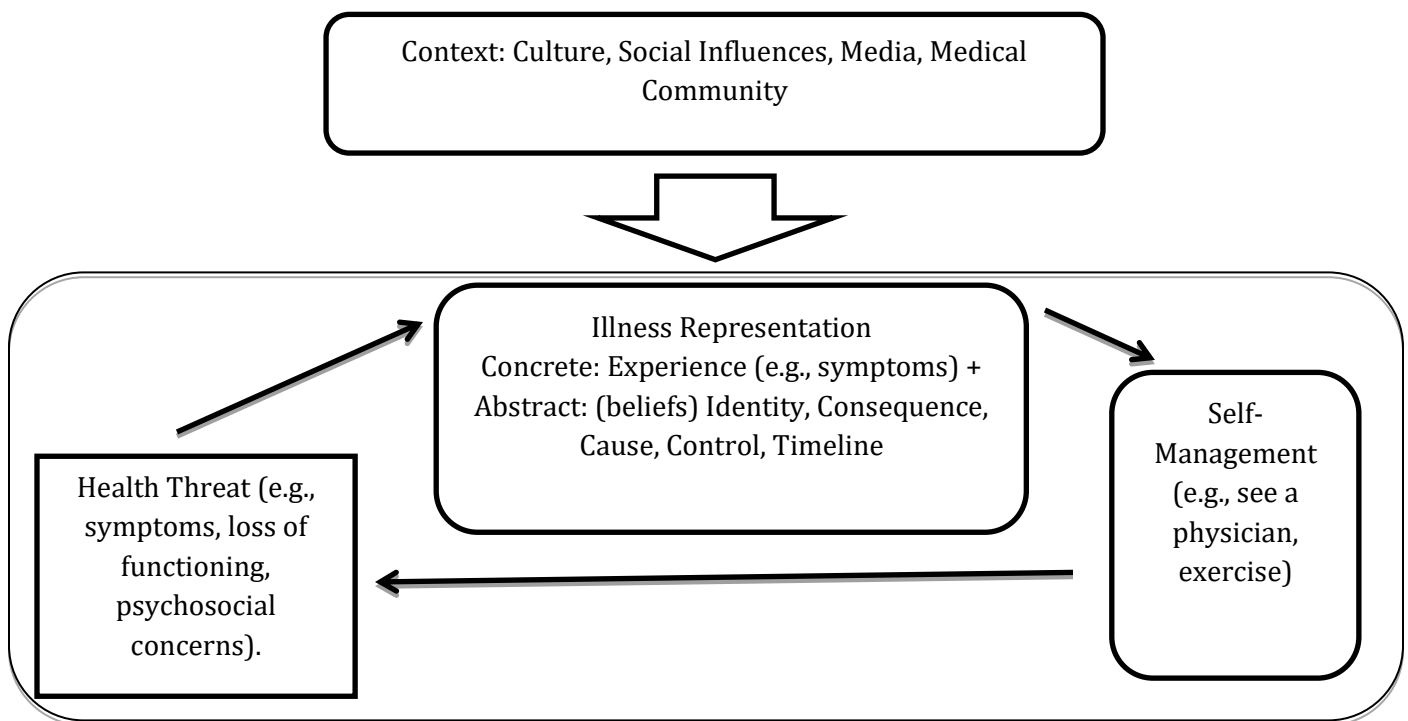 Context: Culture, Social Influences, Media, Medical
Community
Illness Representation
Concrete: Experience (e.g., symptoms) +
Abstract: (beliefs) Identity, Consequence,
Cause, Control, Timeline
Self-
Management
(e.g., see a
physician,
exercise)
Health Threat (e.g.,
symptoms, loss of
functioning,
psychosocial
concerns).